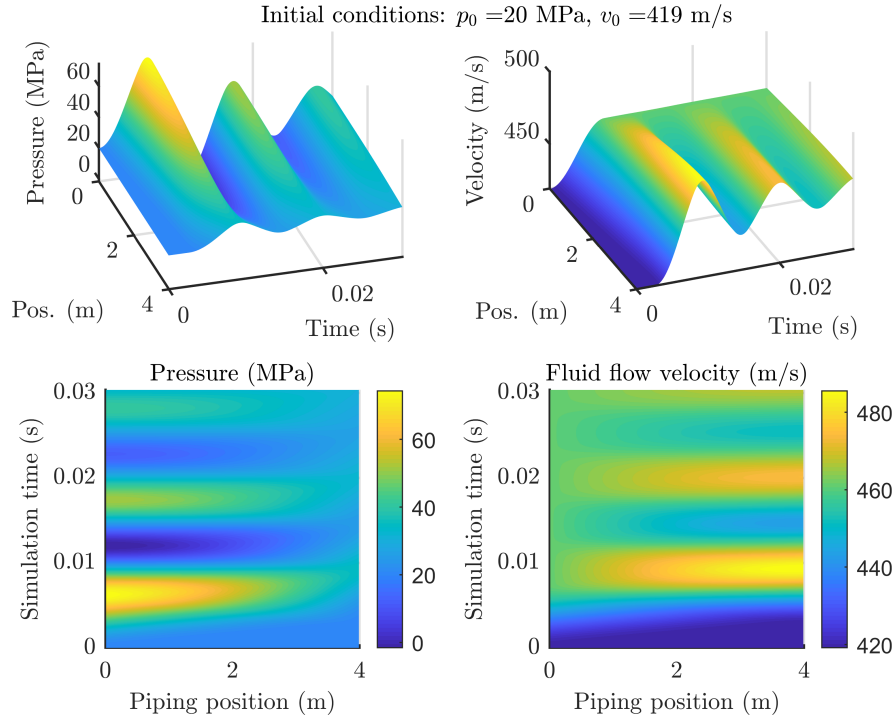 Initial conditions: p₀ =20 MPa, v₀ =419 m/s
Pressure (MPa)
60
40
20
0
0
2
4
Pos. (m)
0
0.02
Time (s)
Velocity (m/s)
500
450
0
2
4
Pos. (m)
0
0.02
Time (s)
Pressure (MPa)
Simulation time (s)
0.03
0.02
0.01
0
0
2
4
Piping position (m)
60
40
20
0
Fluid flow velocity (m/s)
Simulation time (s)
0.03
0.02
0.01
0
0
2
4
Piping position (m)
480
460
440
420